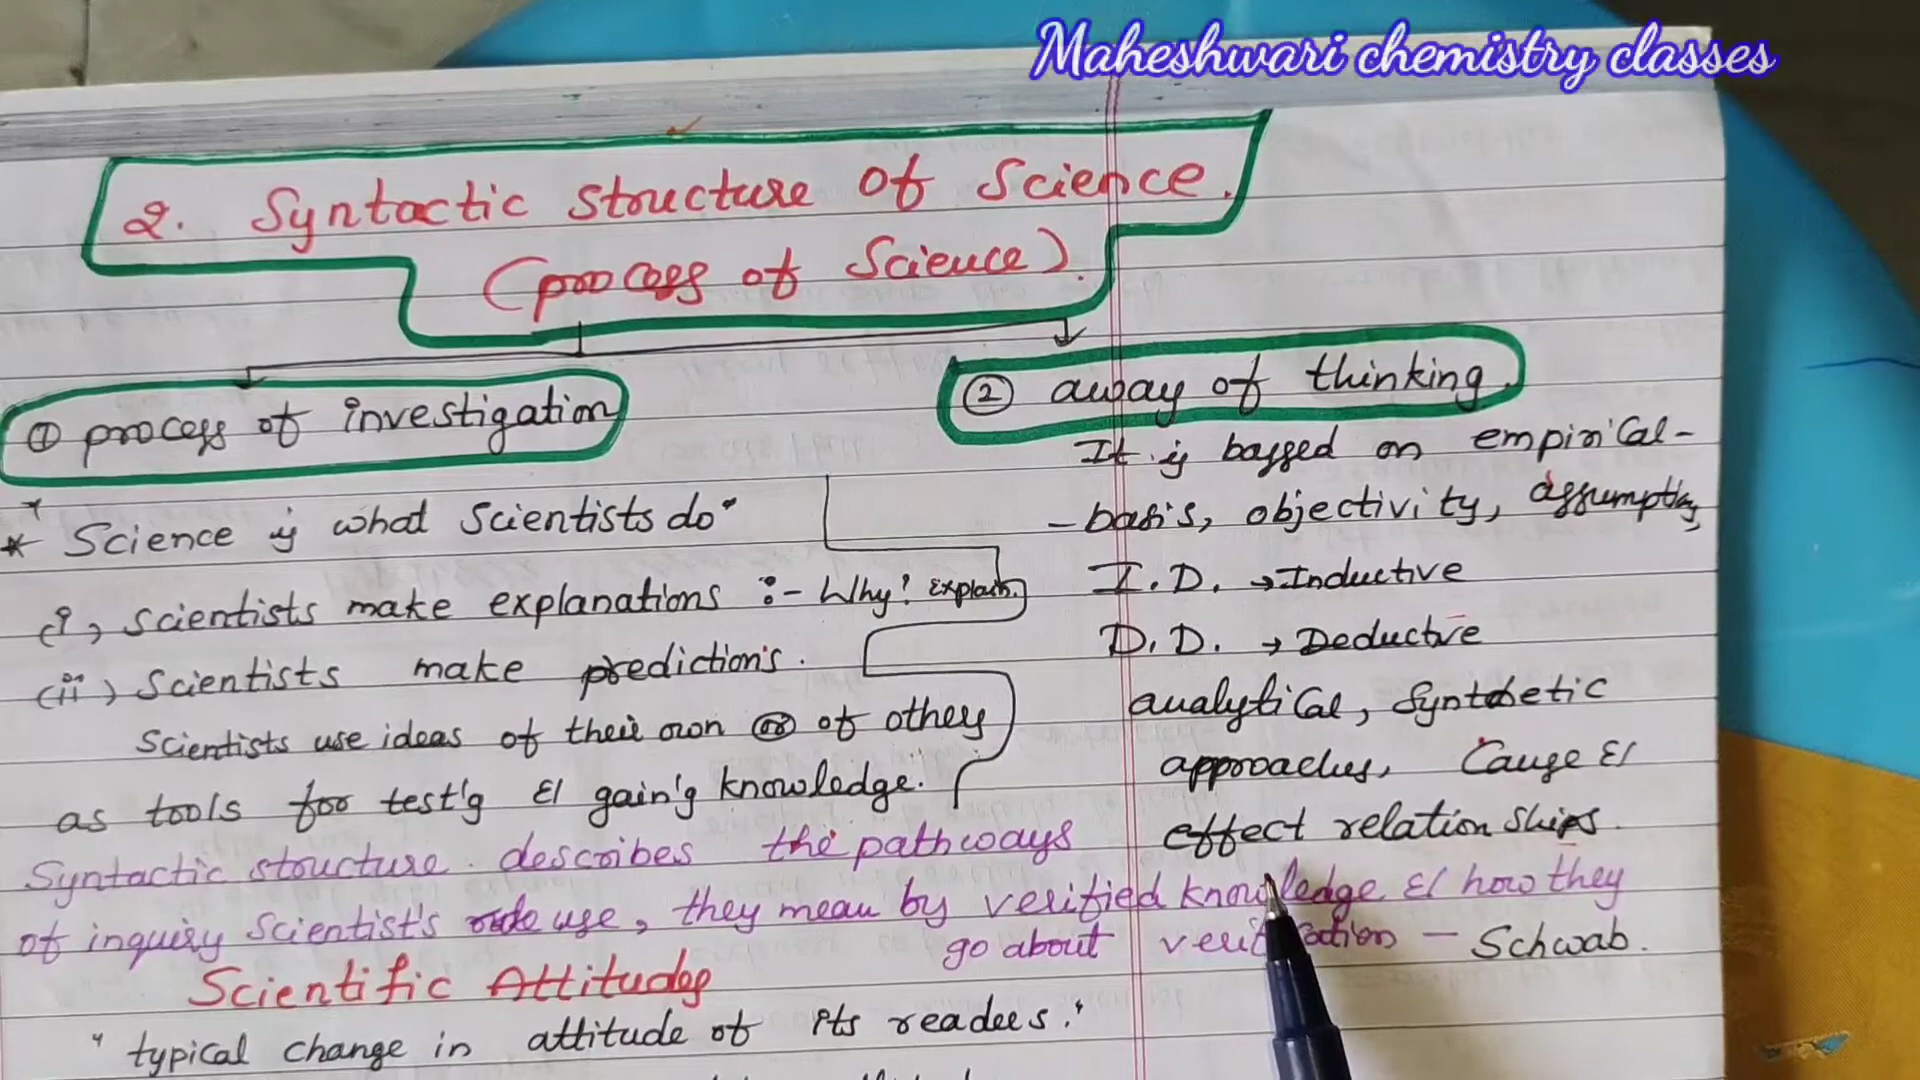 Maheshwari chemistry classes
2. Syntactic structure of Science.
(process of Science).
① process of investigation
② away of thinking.
It is bassed on empirical-
- basis, objectivity, assumption,
I.D. → Inductive
D.D. → Deductive
analytical, Synthetic
approaches, Cause &
effect relationships.
* Science is what scientists do"
(i), scientists make explanations :- Why? Explain.
(ii), Scientists make predictions.
Scientists use ideas of their own or of others
as tools for test'g & gain'g knowledge.
Syntactic structure describes the pathways
of inquiry Scientist's use, they mean by verified knowledge & how they
go about verification - Schwab.
Scientific Attitudes
" typical change in attitude of its readers."